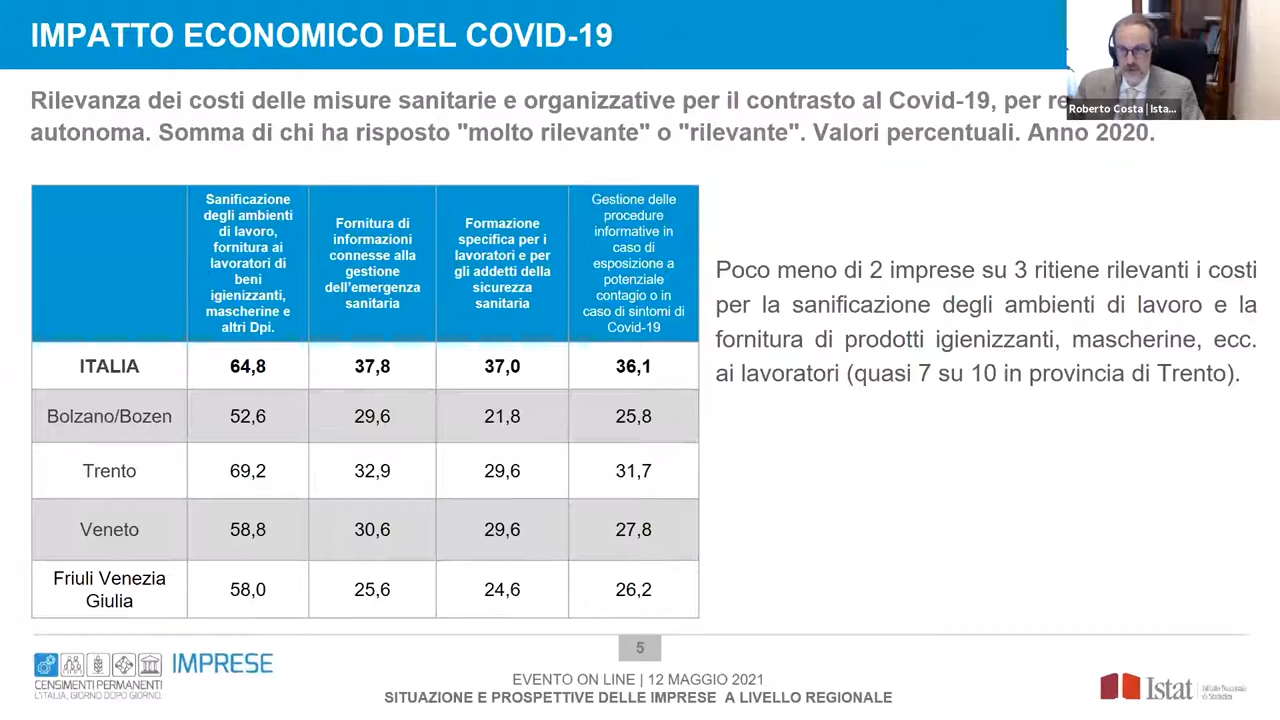 IMPATTO ECONOMICO DEL COVID-19
Roberto Costa | Ista...
Rilevanza dei costi delle misure sanitarie e organizzative per il contrasto al Covid-19, per re
autonoma. Somma di chi ha risposto "molto rilevante" o "rilevante". Valori percentuali. Anno 2020.
Sanificazione
degli ambienti
di lavoro,
fornitura ai
lavoratori di
beni
igienizzanti,
mascherine e
altri Dpi.
Fornitura di
informazioni
connesse alla
gestione
dell'emergenza
sanitaria
Formazione
specifica per i
lavoratori e per
gli addetti della
sicurezza
sanitaria
Gestione delle
procedure
informative in
caso di
esposizione a
potenziale
contagio o in
caso di sintomi di
Covid-19
ITALIA 64,8 37,8 37,0 36,1
Bolzano/Bozen 52,6 29,6 21,8 25,8
Trento 69,2 32,9 29,6 31,7
Veneto 58,8 30,6 29,6 27,8
Friuli Venezia
Giulia 58,0 25,6 24,6 26,2
Poco meno di 2 imprese su 3 ritiene rilevanti i costi
per la sanificazione degli ambienti di lavoro e la
fornitura di prodotti igienizzanti, mascherine, ecc.
ai lavoratori (quasi 7 su 10 in provincia di Trento).
5
IMPRESE
CENSIMENTI PERMANENTI
L'ITALIA, GIORNO DOPO GIORNO.
EVENTO ON LINE | 12 MAGGIO 2021
SITUAZIONE E PROSPETTIVE DELLE IMPRESE A LIVELLO REGIONALE
Istat
Istituto Nazionale
di Statistica